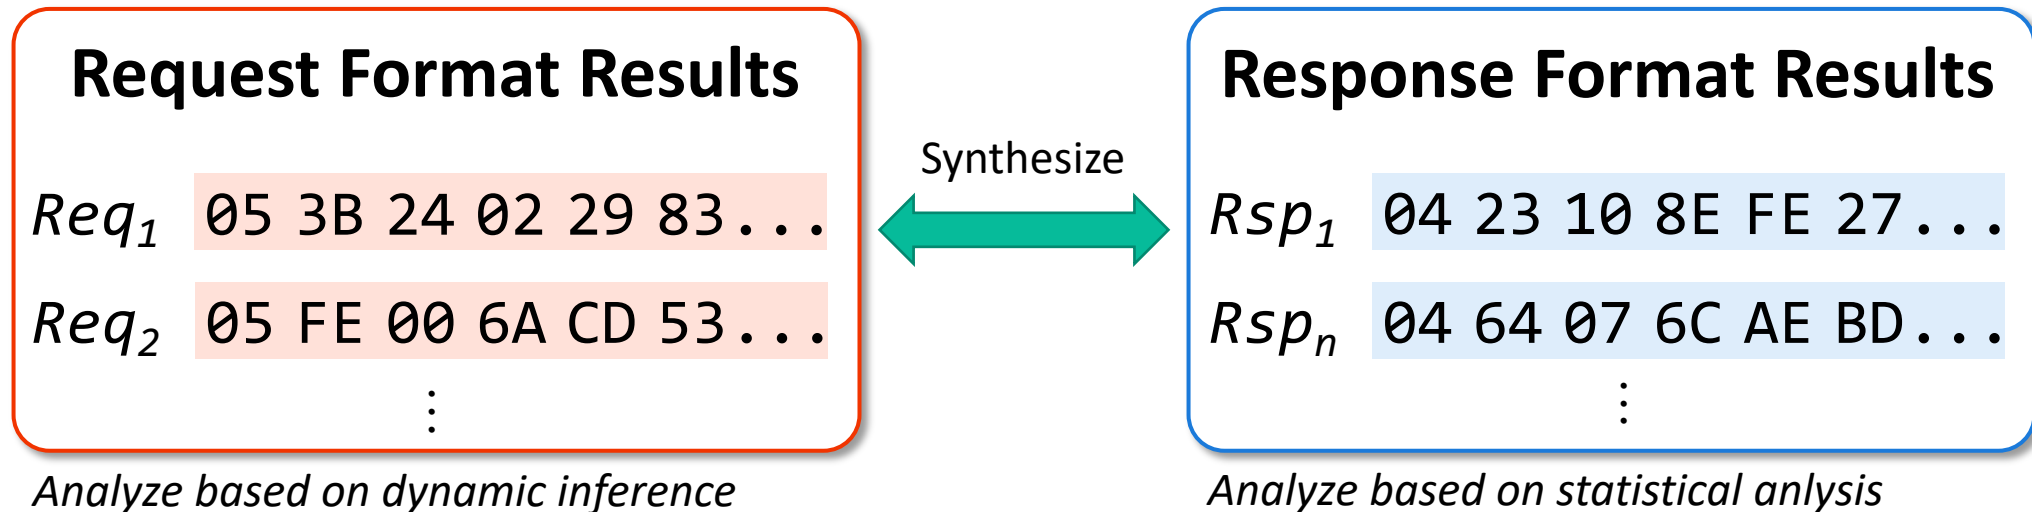 Request Format Results
Req1 05 3B 24 02 29 83...
Req2 05 FE 00 6A CD 53...
⋮
Analyze based on dynamic inference
Synthesize
Response Format Results
Rsp1 04 23 10 8E FE 27...
Rspn 04 64 07 6C AE BD...
⋮
Analyze based on statistical anlysis